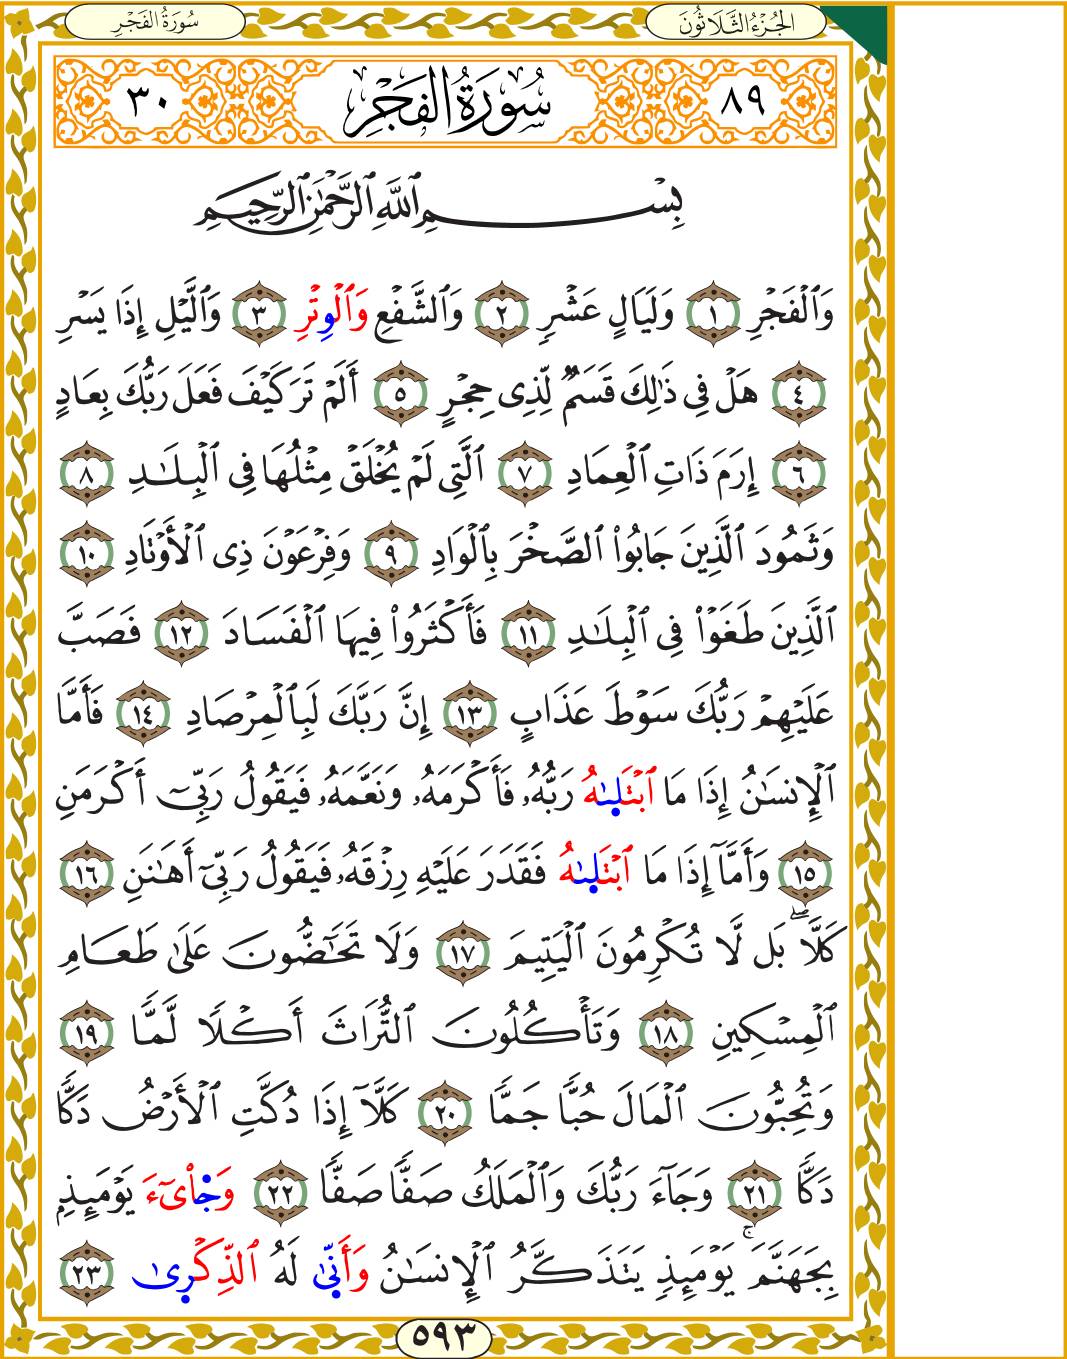 الجُزْءُ الثَّلَاثُونَ سُورَةُ الفَجْرِ
٨٩ سُورَةُ الفَجْرِ ٣٠
بِسْمِ ٱللَّهِ ٱلرَّحْمَٰنِ ٱلرَّحِيمِ
وَٱلْفَجْرِ ١ وَلَيَالٍ عَشْرٍ ٢ وَٱلشَّفْعِ وَٱلْوِتْرِ ٣ وَٱلَّيْلِ إِذَا يَسْرِ
٤ هَلْ فِى ذَٰلِكَ قَسَمٌ لِّذِى حِجْرٍ ٥ أَلَمْ تَرَ كَيْفَ فَعَلَ رَبُّكَ بِعَادٍ
٦ إِرَمَ ذَاتِ ٱلْعِمَادِ ٧ ٱلَّتِى لَمْ يُخْلَقْ مِثْلُهَا فِى ٱلْبِلَٰدِ ٨
وَثَمُودَ ٱلَّذِينَ جَابُوا۟ ٱلصَّخْرَ بِٱلْوَادِ ٩ وَفِرْعَوْنَ ذِى ٱلْأَوْتَادِ ١٠
ٱلَّذِينَ طَغَوْا۟ فِى ٱلْبِلَٰدِ ١١ فَأَكْثَرُوا۟ فِيهَا ٱلْفَسَادَ ١٢ فَصَبَّ
عَلَيْهِمْ رَبُّكَ سَوْطَ عَذَابٍ ١٣ إِنَّ رَبَّكَ لَبِٱلْمِرْصَادِ ١٤ فَأَمَّا
ٱلْإِنسَٰنُ إِذَا مَا ٱبْتَلَىٰهُ رَبُّهُۥ فَأَكْرَمَهُۥ وَنَعَّمَهُۥ فَيَقُولُ رَبِّىٓ أَكْرَمَنِ
١٥ وَأَمَّآ إِذَا مَا ٱبْتَلَىٰهُ فَقَدَرَ عَلَيْهِ رِزْقَهُۥ فَيَقُولُ رَبِّىٓ أَهَٰنَنِ ١٦
كَلَّاۖ بَل لَّا تُكْرِمُونَ ٱلْيَتِيمَ ١٧ وَلَا تَحَٰٓضُّونَ عَلَىٰ طَعَامِ
ٱلْمِسْكِينِ ١٨ وَتَأْكُلُونَ ٱلتُّرَاثَ أَكْلًا لَّمًّا ١٩
وَتُحِبُّونَ ٱلْمَالَ حُبًّا جَمًّا ٢٠ كَلَّآ إِذَا دُكَّتِ ٱلْأَرْضُ دَكًّا
دَكًّا ٢١ وَجَآءَ رَبُّكَ وَٱلْمَلَكُ صَفًّا صَفًّا ٢٢ وَجِا۟ىٓءَ يَوْمَئِذٍۭ
بِجَهَنَّمَۚ يَوْمَئِذٍ يَتَذَكَّرُ ٱلْإِنسَٰنُ وَأَنَّىٰ لَهُ ٱلذِّكْرَىٰ ٢٣
٥٩٣